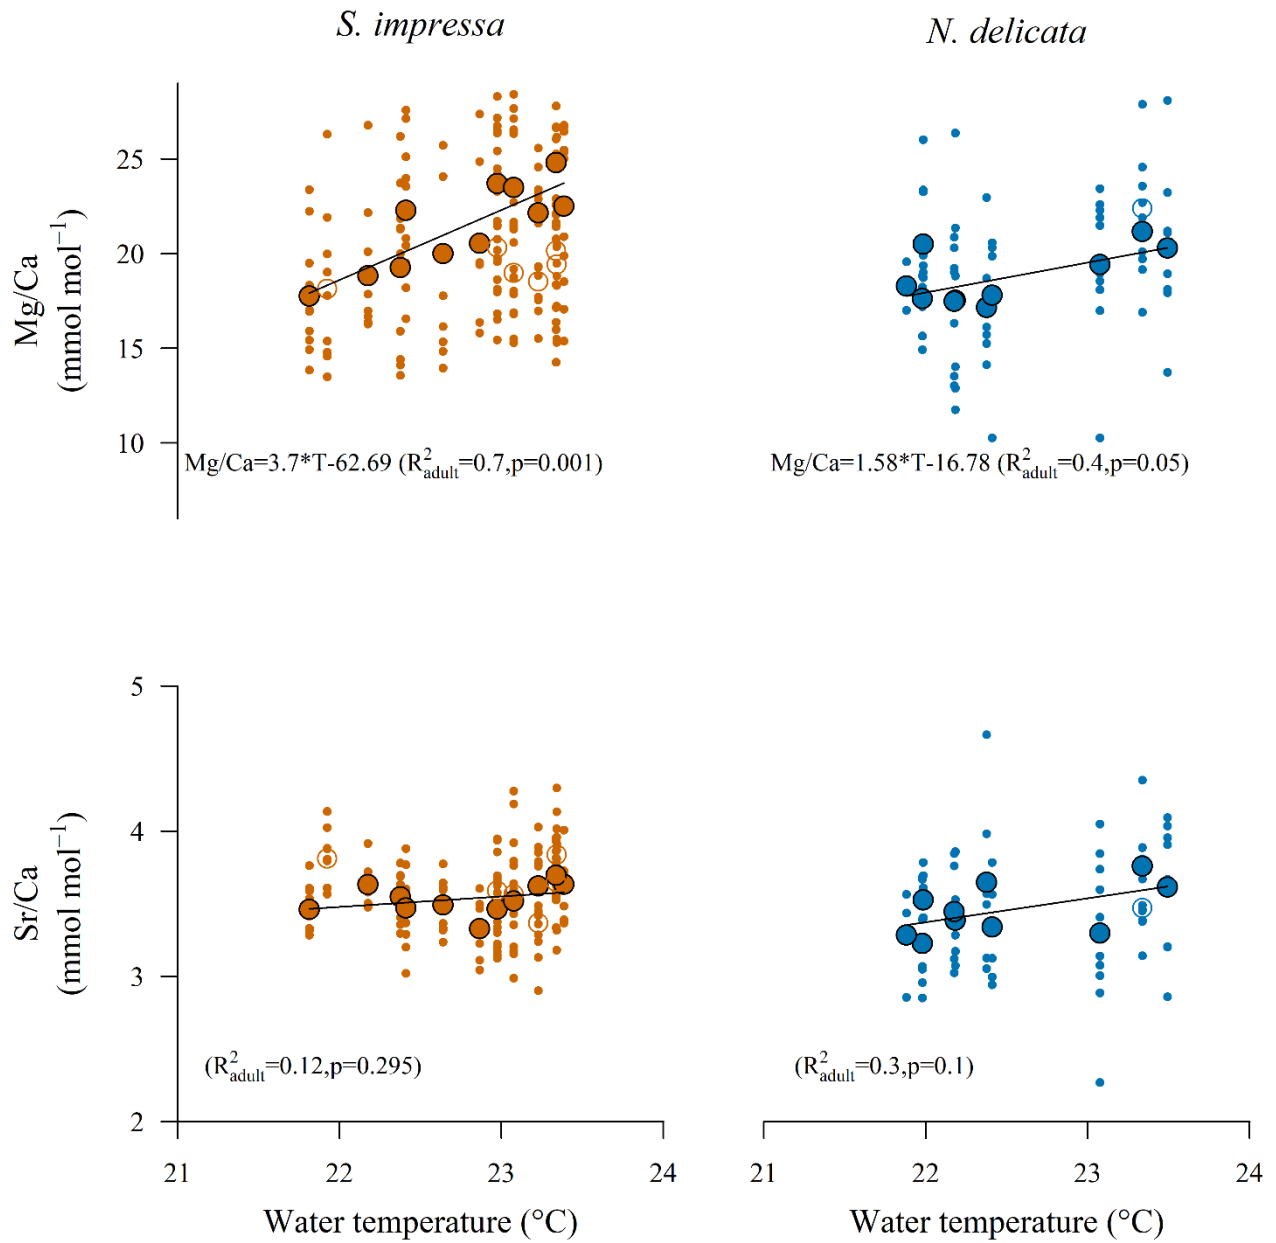 S. impressa
N. delicata
Mg/Ca
(mmol mol−1)
25
20
15
10
Mg/Ca=3.7*T-62.69 (R2adult=0.7,p=0.001)
Mg/Ca=1.58*T-16.78 (R2adult=0.4,p=0.05)
Sr/Ca
(mmol mol−1)
5
4
3
2
(R2adult=0.12,p=0.295)
(R2adult=0.3,p=0.1)
21 22 23 24
21 22 23 24
Water temperature (°C)
Water temperature (°C)